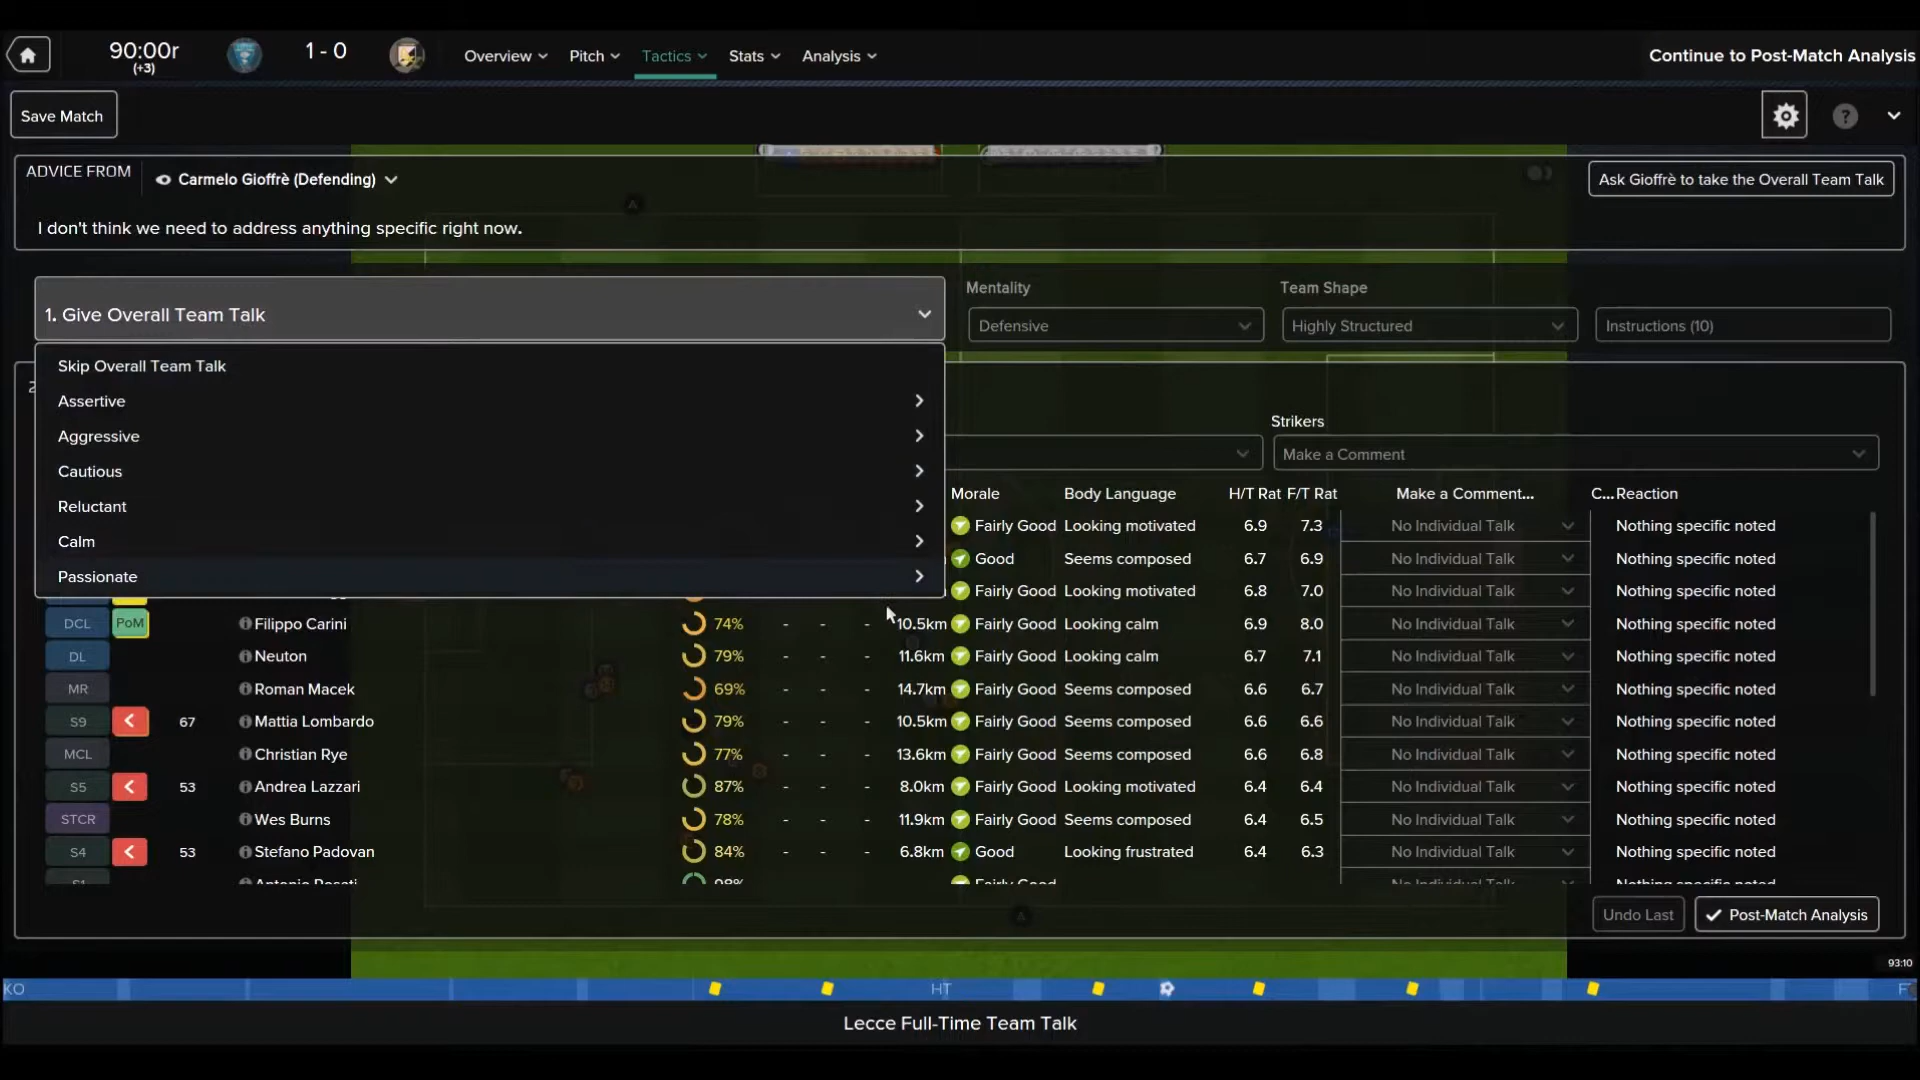 90:00r
(+3)
1 - 0
Overview
Pitch
Tactics
Stats
Analysis
Continue to Post-Match Analysis
Save Match
?
ADVICE FROM
Carmelo Gioffrè (Defending)
Ask Gioffrè to take the Overall Team Talk
I don't think we need to address anything specific right now.
1. Give Overall Team Talk
Mentality
Team Shape
Defensive
Highly Structured
Instructions (10)
Skip Overall Team Talk
Assertive
Aggressive
Cautious
Reluctant
Calm
Passionate
Strikers
Make a Comment
Morale Body Language H/T Rat F/T Rat Make a Comment... C... Reaction
Fairly Good Looking motivated 6.9 7.3 No Individual Talk Nothing specific noted
Good Seems composed 6.7 6.9 No Individual Talk Nothing specific noted
Fairly Good Looking motivated 6.8 7.0 No Individual Talk Nothing specific noted
DCL PoM Filippo Carini 74% - - - 10.5km Fairly Good Looking calm 6.9 8.0 No Individual Talk Nothing specific noted
DL Neuton 79% - - - 11.6km Fairly Good Looking calm 6.7 7.1 No Individual Talk Nothing specific noted
MR Roman Macek 69% - - - 14.7km Fairly Good Seems composed 6.6 6.7 No Individual Talk Nothing specific noted
S9 67 Mattia Lombardo 79% - - - 10.5km Fairly Good Seems composed 6.6 6.6 No Individual Talk Nothing specific noted
MCL Christian Rye 77% - - - 13.6km Fairly Good Seems composed 6.6 6.8 No Individual Talk Nothing specific noted
S5 53 Andrea Lazzari 87% - - - 8.0km Fairly Good Looking motivated 6.4 6.4 No Individual Talk Nothing specific noted
STCR Wes Burns 78% - - - 11.9km Fairly Good Seems composed 6.4 6.5 No Individual Talk Nothing specific noted
S4 53 Stefano Padovan 84% - - - 6.8km Good Looking frustrated 6.4 6.3 No Individual Talk Nothing specific noted
98% Fairly Good No Individual Talk Nothing specific noted
Undo Last
Post-Match Analysis
93:10
KO
HT
Lecce Full-Time Team Talk